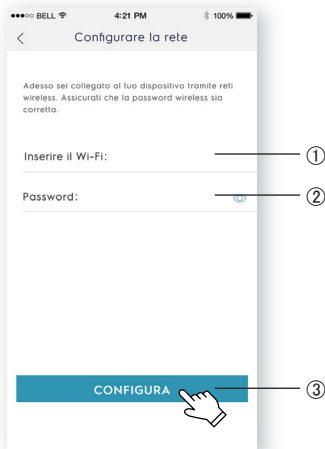 BELL 4:21 PM 100%
Configurare la rete
Adesso sei collegato al tuo dispositivo tramite reti
wireless. Assicurati che la password wireless sia
corretta.
Inserire il Wi-Fi: ①
Password: ②
CONFIGURA ③